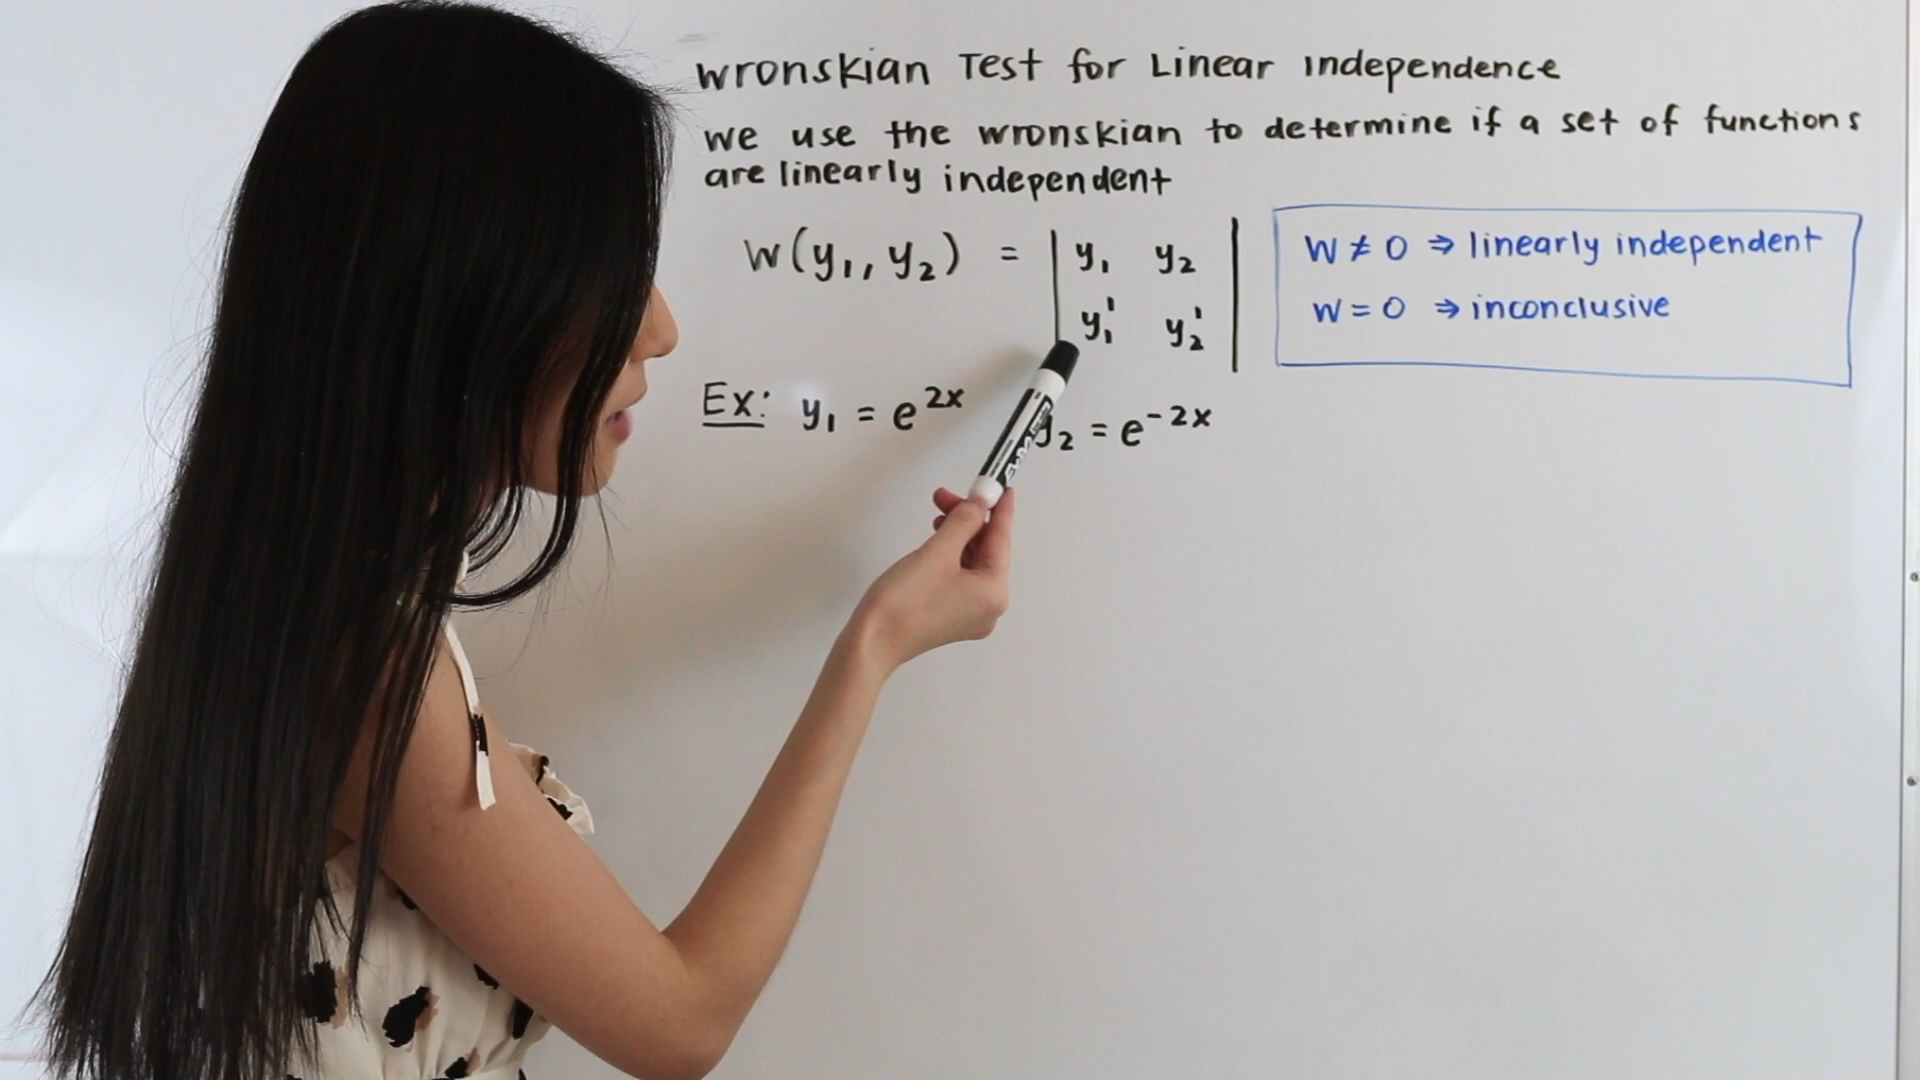 Wronskian Test for Linear Independence
we use the wronskian to determine if a set of functions
are linearly independent
W(y₁, y₂) = | y₁ y₂ |
| y₁' y₂' |
W ≠ 0 ⇒ linearly independent
W = 0 ⇒ inconclusive
Ex: y₁ = e^2x y₂ = e^-2x